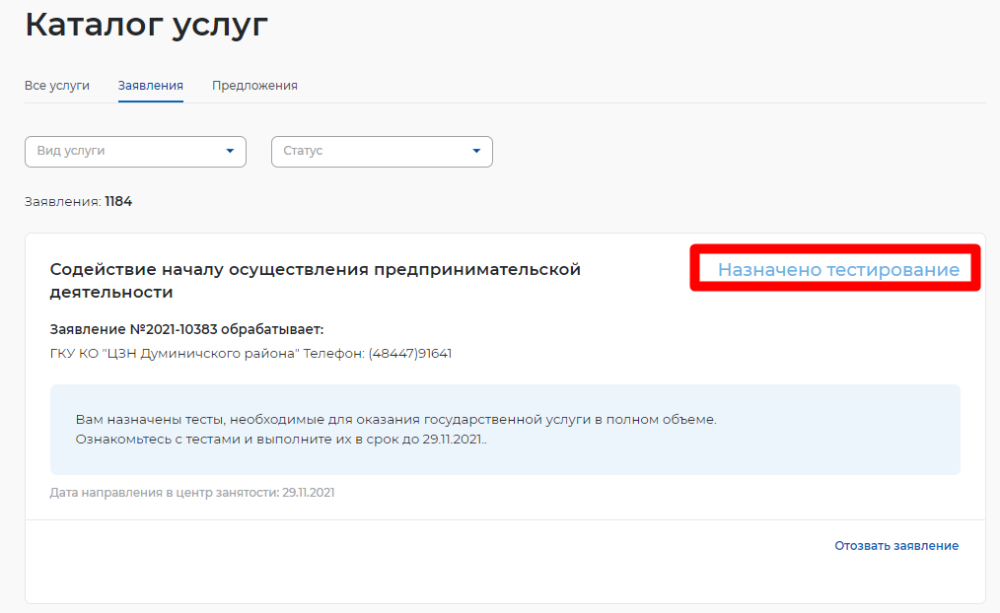 Каталог услуг
Все услуги Заявления Предложения
Вид услуги Статус
Заявления: 1184
Содействие началу осуществления предпринимательской
деятельности
Назначено тестирование
Заявление №2021-10383 обрабатывает:
ГКУ КО "ЦЗН Думиничского района" Телефон: (48447)91641
Вам назначены тесты, необходимые для оказания государственной услуги в полном объеме.
Ознакомьтесь с тестами и выполните их в срок до 29.11.2021..
Дата направления в центр занятости: 29.11.2021
Отозвать заявление